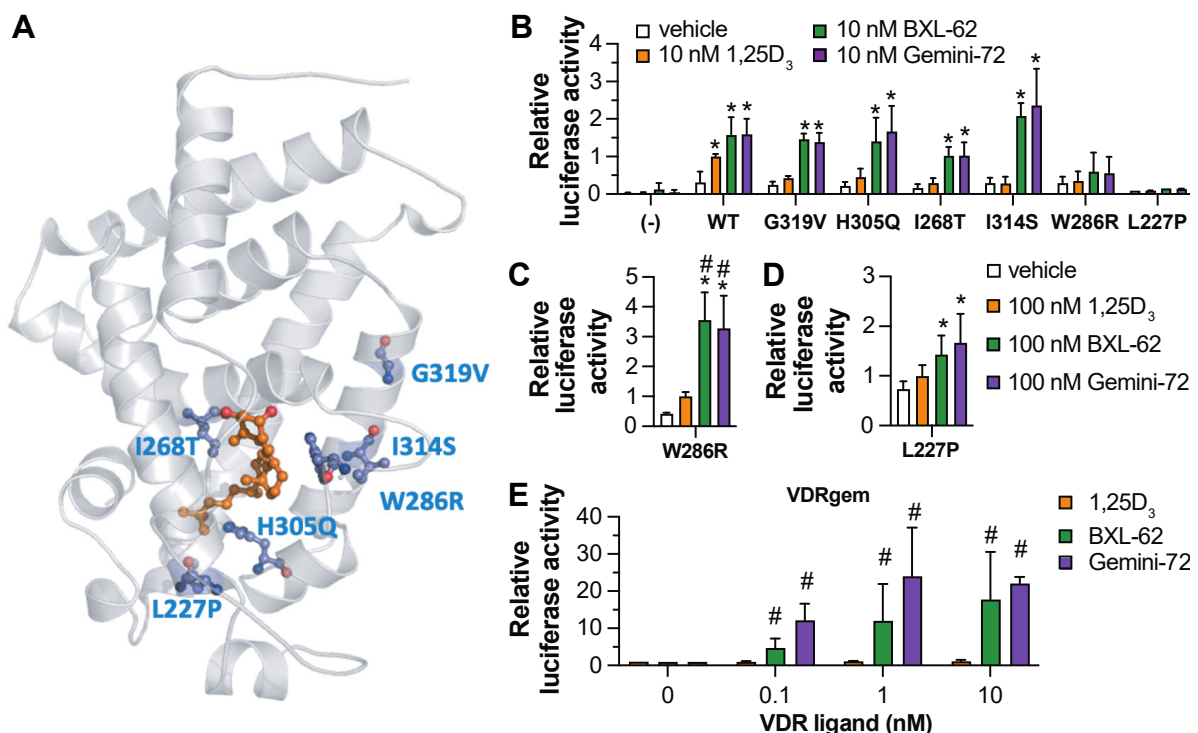 A
G319V
I268T
I314S
W286R
H305Q
L227P
B
vehicle
10 nM BXL-62
10 nM 1,25D3
10 nM Gemini-72
Relative
luciferase activity
4
3
2
1
0
* * * * * * * * * * *
(-) WT G319V H305Q I268T I314S W286R L227P
C
Relative
luciferase
activity
5
4
3
2
1
0
# #
* *
W286R
D
Relative
luciferase
activity
3
2
1
0
* *
L227P
vehicle
100 nM 1,25D3
100 nM BXL-62
100 nM Gemini-72
E
VDRgem
Relative
luciferase activity
40
30
20
10
0
# # # # # #
0 0.1 1 10
VDR ligand (nM)
1,25D3
BXL-62
Gemini-72